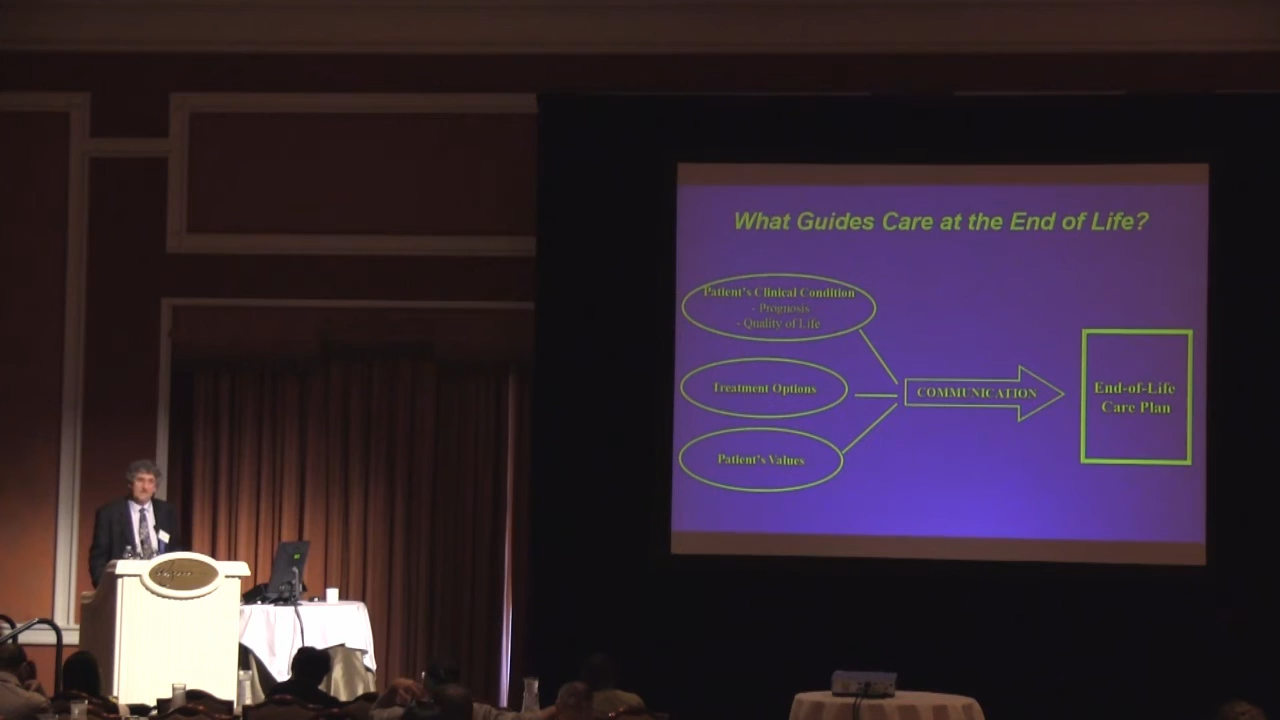 What Guides Care at the End of Life?
Patient's Clinical Condition
- Prognosis
- Quality of Life
Treatment Options
Patient's Values
COMMUNICATION
End-of-Life
Care Plan